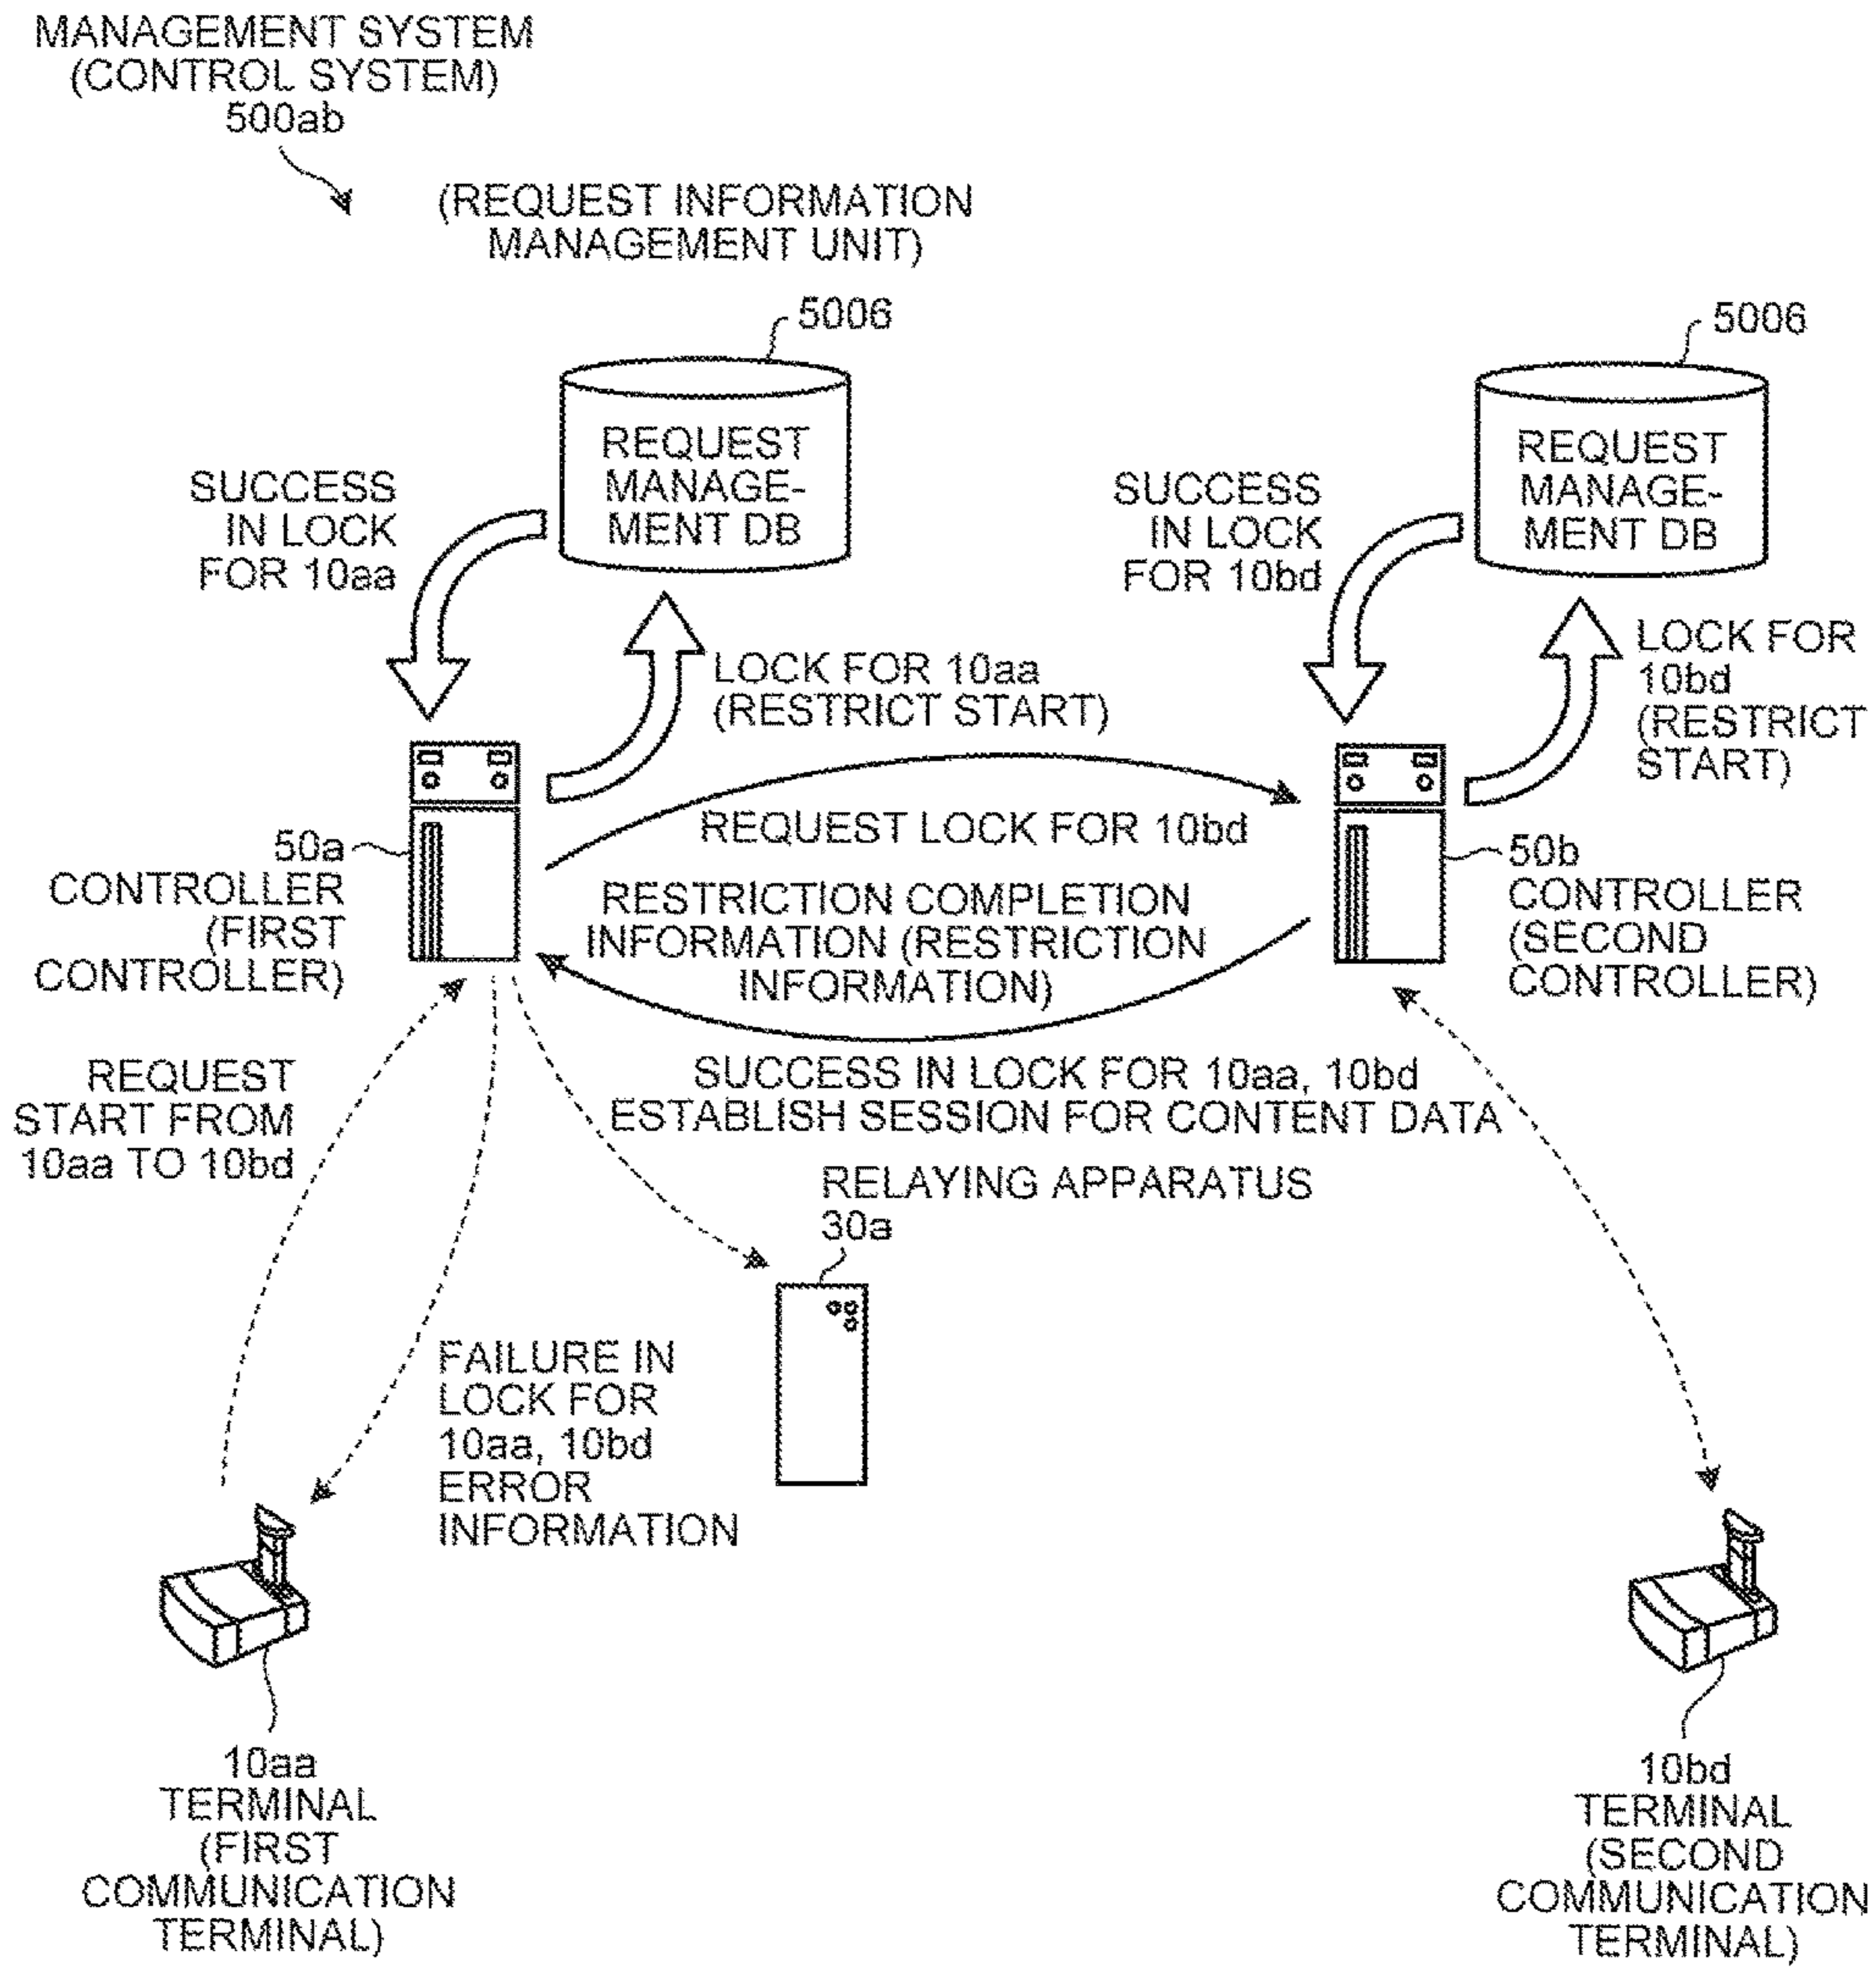 MANAGEMENT SYSTEM
(CONTROL SYSTEM)
500ab
(REQUEST INFORMATION
MANAGEMENT UNIT)
5006
5006
REQUEST
MANAGE-
MENT DB
REQUEST
MANAGE-
MENT DB
SUCCESS
IN LOCK
FOR 10aa
SUCCESS
IN LOCK
FOR 10bd
LOCK FOR 10aa
(RESTRICT START)
LOCK FOR
10bd
(RESTRICT
START)
REQUEST LOCK FOR 10bd
50a
CONTROLLER
(FIRST
CONTROLLER)
RESTRICTION COMPLETION
INFORMATION (RESTRICTION
INFORMATION)
50b
CONTROLLER
(SECOND
CONTROLLER)
REQUEST
START FROM
10aa TO 10bd
SUCCESS IN LOCK FOR 10aa, 10bd
ESTABLISH SESSION FOR CONTENT DATA
RELAYING APPARATUS
30a
FAILURE IN
LOCK FOR
10aa, 10bd
ERROR
INFORMATION
10aa
TERMINAL
(FIRST
COMMUNICATION
TERMINAL)
10bd
TERMINAL
(SECOND
COMMUNICATION
TERMINAL)